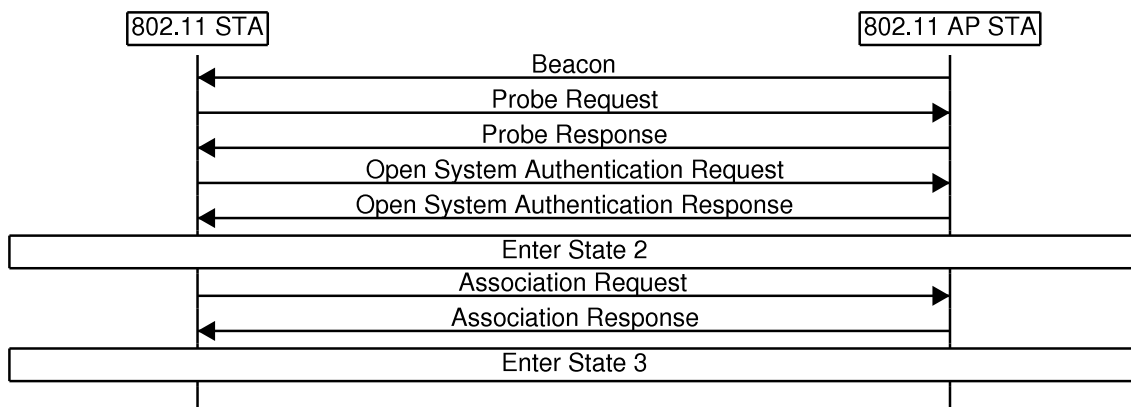 802.11 STA
802.11 AP STA
Beacon
Probe Request
Probe Response
Open System Authentication Request
Open System Authentication Response
Enter State 2
Association Request
Association Response
Enter State 3